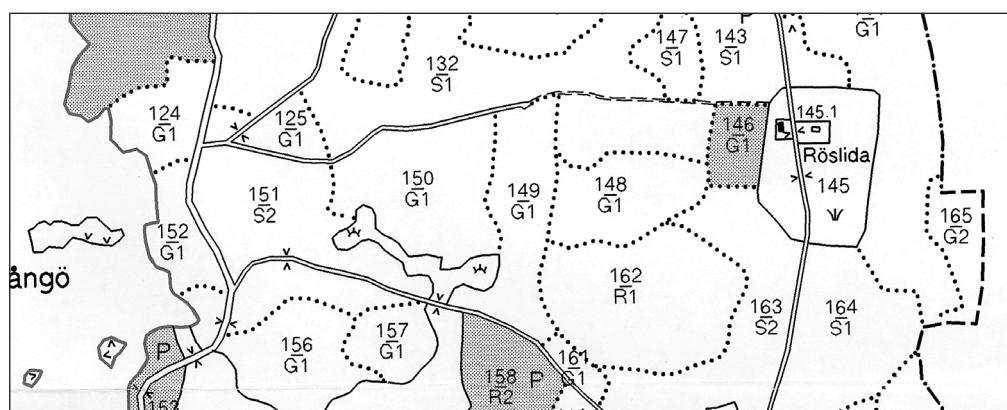 147
S1
143
S1
G1
132
S1
124
G1
125
G1
146
G1
145.1
Röslida
145
151
S2
150
G1
149
G1
148
G1
152
G1
165
G2
ångö
162
R1
163
S2
164
S1
P
156
G1
157
G1
161
G1
158
R2
P